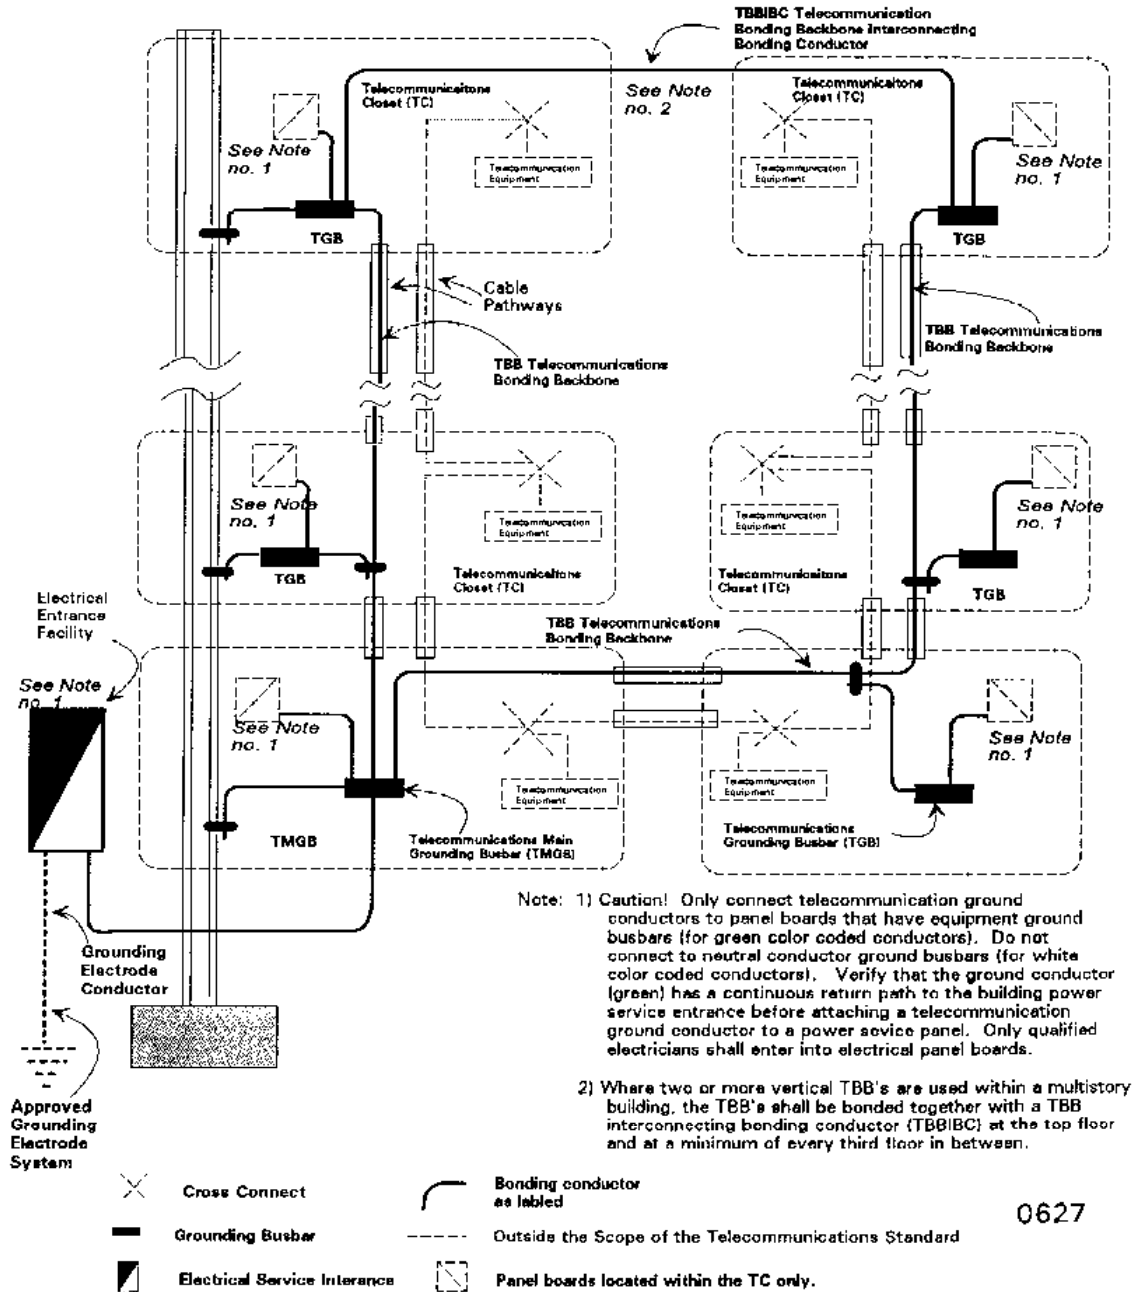 TBBIBC Telecommunication
Bonding Backbone Interconnecting
Bonding Conductor
Telecommunicaitons
Closet (TC)
See Note
no. 2
Telecommunicaitons
Closet (TC)
See Note
no. 1
Telecommunication
Equipment
Telecommunication
Equipment
See Note
no. 1
TGB
TGB
Cable
Pathways
TBB Telecommunications
Bonding Backbone
TBB Telecommunications
Bonding Backbone
See Note
no. 1
Telecommunication
Equipment
Telecommunication
Equipment
See Note
no. 1
TGB
Telecommunicaitons
Closet (TC)
Telecommunicaitons
Closet (TC)
TGB
Electrical
Entrance
Facility
TBB Telecommunications
Bonding Backbone
See Note
no. 1
See Note
no. 1
See Note
no. 1
Telecommunication
Equipment
Telecommunication
Equipment
TMGB
Telecommunications Main
Grounding Busbar (TMGB)
Telecommunications
Grounding Busbar (TGB)
Grounding
Electrode
Conductor
Approved
Grounding
Electrode
System
Note: 1) Caution! Only connect telecommunication ground
conductors to panel boards that have equipment ground
busbars (for green color coded conductors). Do not
connect to neutral conductor ground busbars (for white
color coded conductors). Verify that the ground conductor
(green) has a continuous return path to the building power
service entrance before attaching a telecommunication
ground conductor to a power sevice panel. Only qualified
electricians shall enter into electrical panel boards.
2) Where two or more vertical TBB's are used within a multistory
building, the TBB's shall be bonded together with a TBB
interconnecting bonding conductor (TBBIBC) at the top floor
and at a minimum of every third floor in between.
Cross Connect
Bonding conductor
as labled
0627
Grounding Busbar
Outside the Scope of the Telecommunications Standard
Electrical Service Interance
Panel boards located within the TC only.